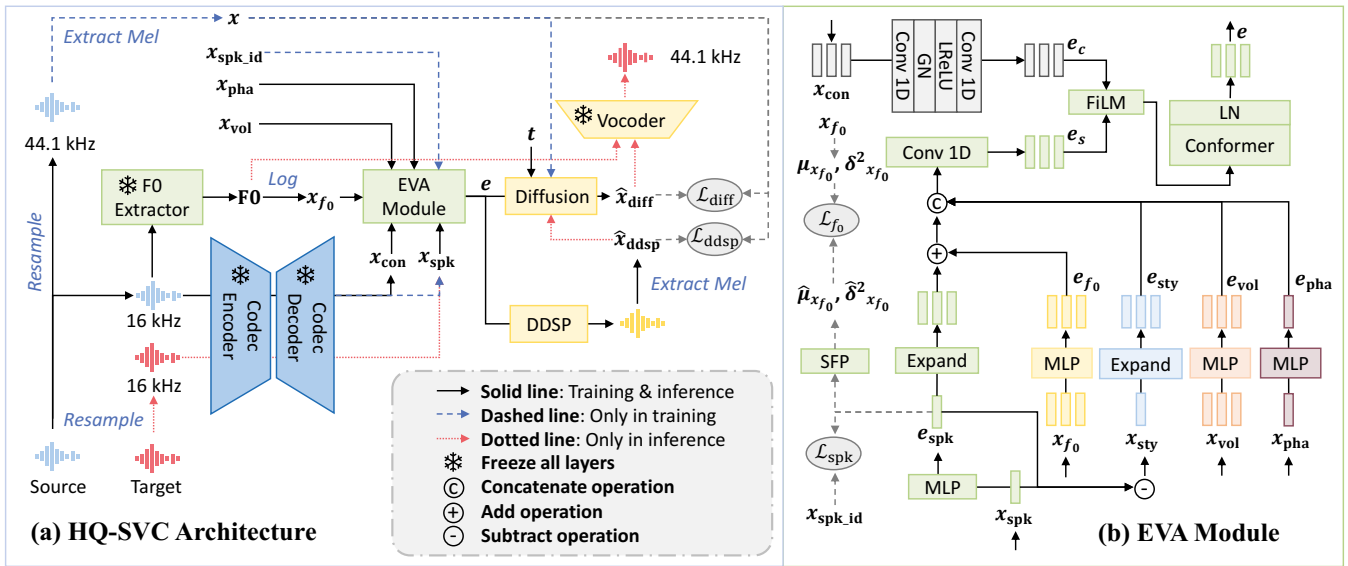 x
Extract Mel
x_spk_id
x_pha
x_vol
44.1 kHz
44.1 kHz
Vocoder
t
F0
Extractor
F0
Log
x_f0
EVA
Module
e
Diffusion
x̂_diff
ℒ_diff
x̂_ddsp
ℒ_ddsp
Resample
x_con
x_spk
Extract Mel
16 kHz
Codec
Encoder
Codec
Decoder
DDSP
16 kHz
Resample
Source
Target
Solid line: Training & inference
Dashed line: Only in training
Dotted line: Only in inference
Freeze all layers
C Concatenate operation
+ Add operation
- Subtract operation
(a) HQ-SVC Architecture
x_con
Conv 1D
GN
LReLU
Conv 1D
e_c
e
FiLM
LN
Conformer
x_f0
μ_x_f0, δ²_x_f0
Conv 1D
e_s
ℒ_f0
C
+
μ̂_x_f0, δ̂²_x_f0
e_f0
e_sty
e_vol
e_pha
SFP
Expand
MLP
Expand
MLP
MLP
e_spk
x_f0
x_sty
x_vol
x_pha
ℒ_spk
MLP
-
x_spk_id
x_spk
(b) EVA Module